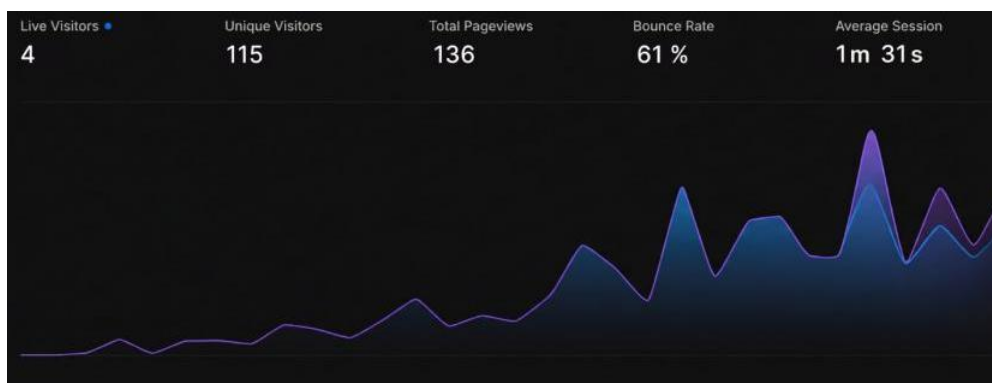 Live Visitors
Unique Visitors
Total Pageviews
Bounce Rate
Average Session
4
115
136
61 %
1m 31s